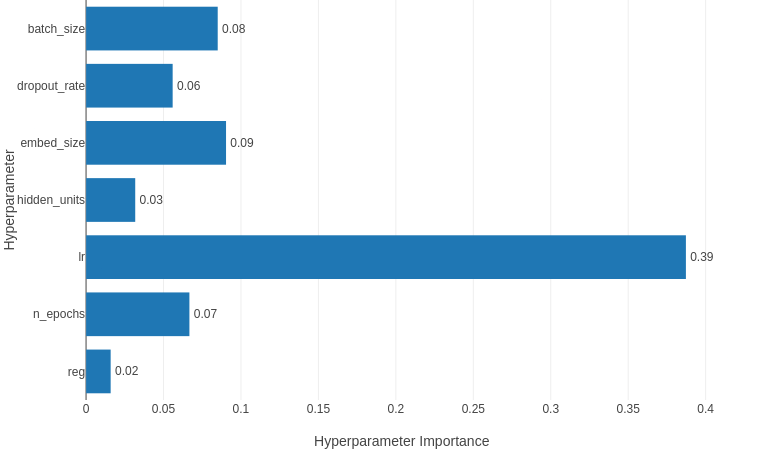 Hyperparameter
batch_size 0.08
dropout_rate 0.06
embed_size 0.09
hidden_units 0.03
lr 0.39
n_epochs 0.07
reg 0.02
0 0.05 0.1 0.15 0.2 0.25 0.3 0.35 0.4
Hyperparameter Importance